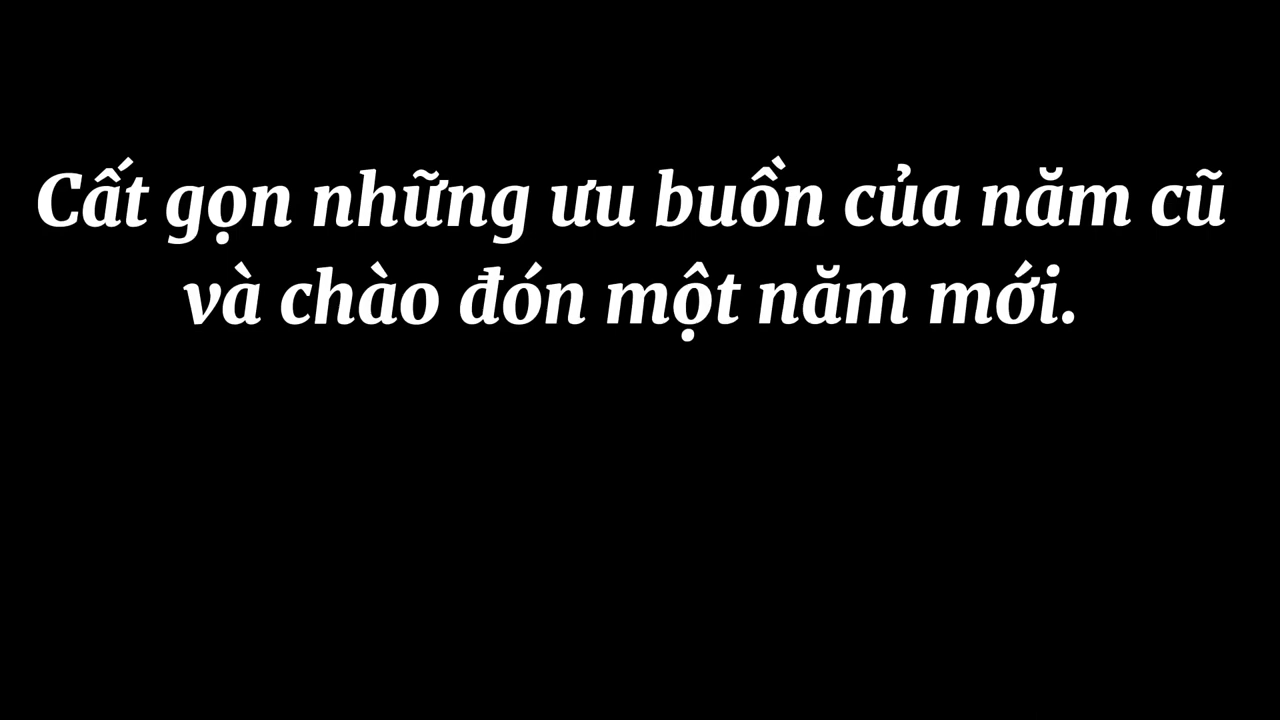 Cất gọn những ưu buồn của năm cũ
và chào đón một năm mới.